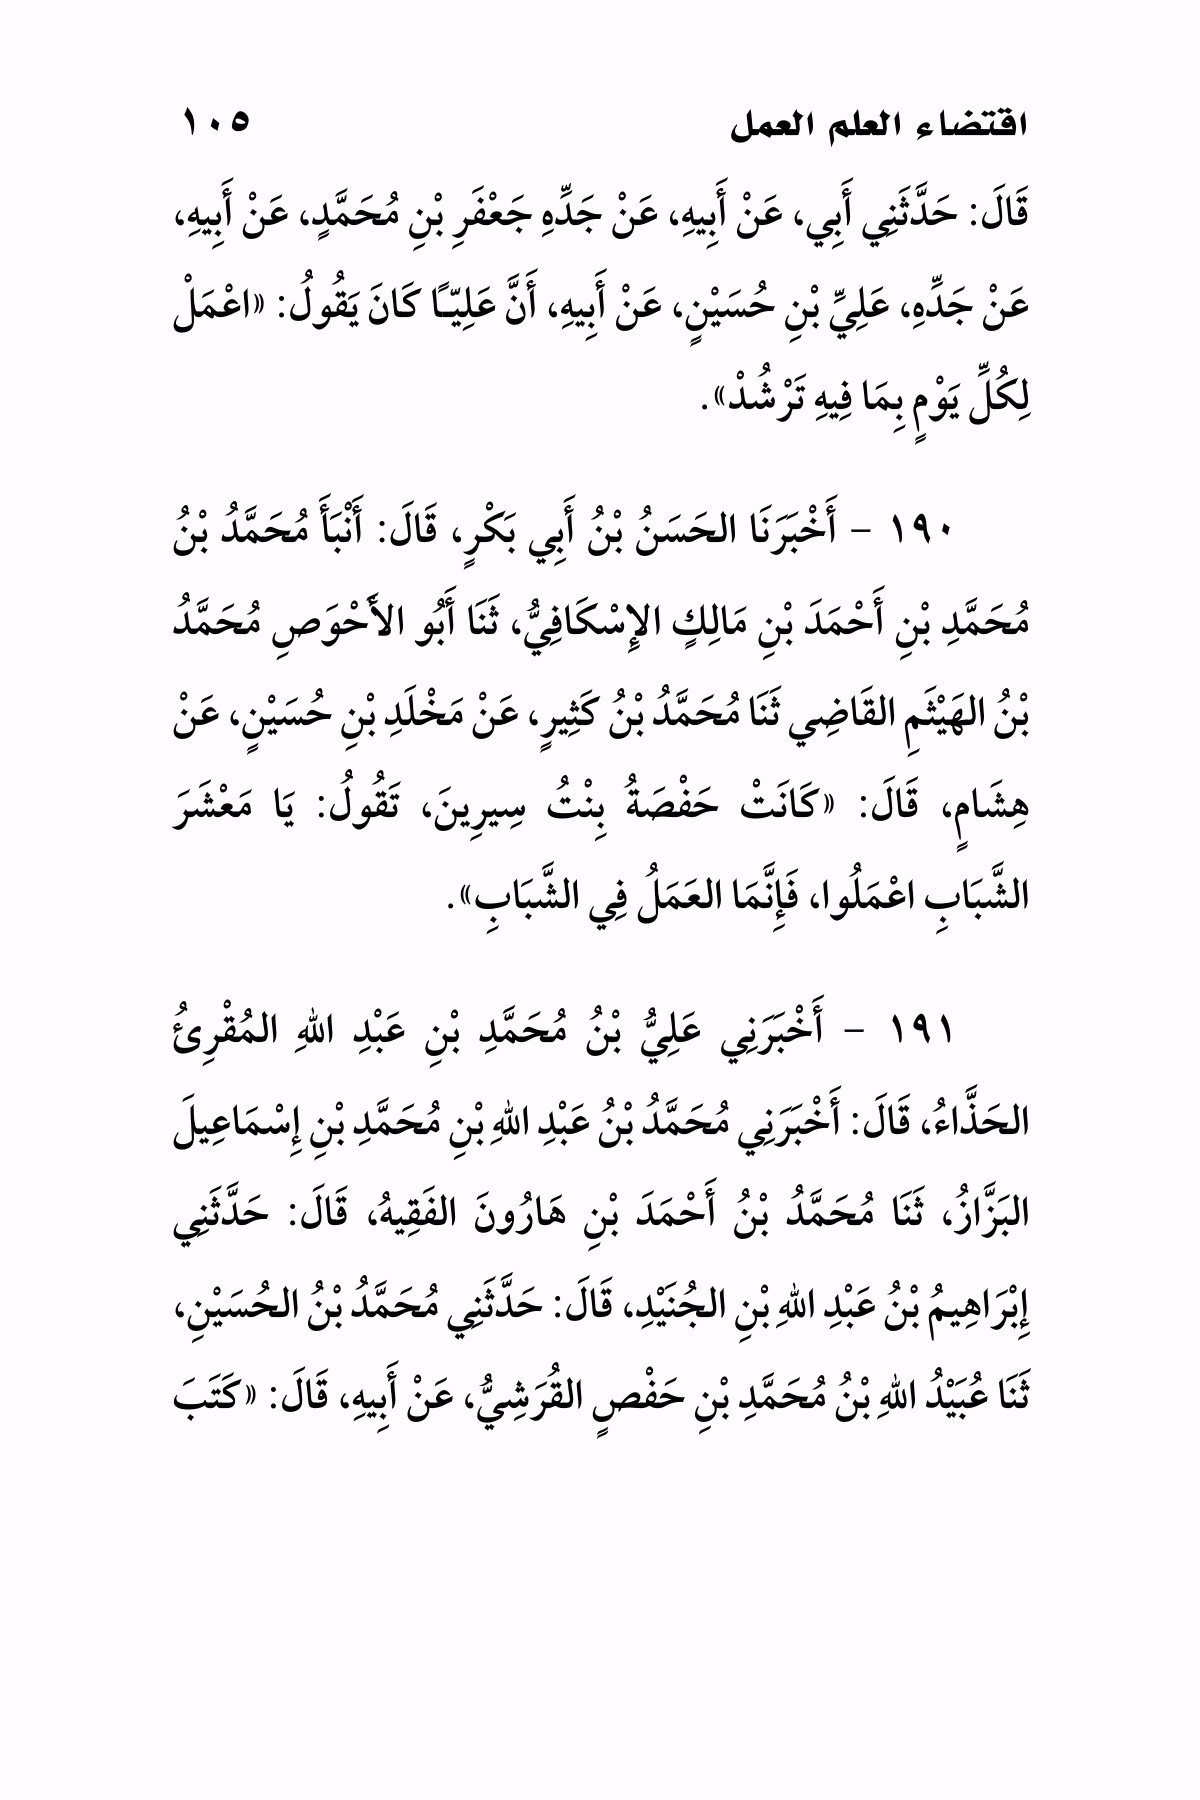 اقتضاء العلم العمل ١٠٥
قَالَ: حَدَّثَنِي أَبِي، عَنْ أَبِيهِ، عَنْ جَدِّهِ جَعْفَرِ بْنِ مُحَمَّدٍ، عَنْ أَبِيهِ،
عَنْ جَدِّهِ، عَلِيِّ بْنِ حُسَيْنٍ، عَنْ أَبِيهِ، أَنَّ عَلِيّـًا كَانَ يَقُولُ: «اعْمَلْ
لِكُلِّ يَوْمٍ بِمَا فِيهِ تَرْشُدْ».
١٩٠ – أَخْبَرَنَا الحَسَنُ بْنُ أَبِي بَكْرٍ، قَالَ: أَنْبَأَ مُحَمَّدُ بْنُ
مُحَمَّدِ بْنِ أَحْمَدَ بْنِ مَالِكٍ الإِسْكَافِيُّ، ثَنَا أَبُو الأَحْوَصِ مُحَمَّدُ
بْنُ الهَيْثَمِ القَاضِي ثَنَا مُحَمَّدُ بْنُ كَثِيرٍ، عَنْ مَخْلَدِ بْنِ حُسَيْنٍ، عَنْ
هِشَامٍ، قَالَ: «كَانَتْ حَفْصَةُ بِنْتُ سِيرِينَ، تَقُولُ: يَا مَعْشَرَ
الشَّبَابِ اعْمَلُوا، فَإِنَّمَا العَمَلُ فِي الشَّبَابِ».
١٩١ – أَخْبَرَنِي عَلِيُّ بْنُ مُحَمَّدِ بْنِ عَبْدِ اللهِ المُقْرِئُ
الحَذَّاءُ، قَالَ: أَخْبَرَنِي مُحَمَّدُ بْنُ عَبْدِ اللهِ بْنِ مُحَمَّدِ بْنِ إِسْمَاعِيلَ
البَزَّازُ، ثَنَا مُحَمَّدُ بْنُ أَحْمَدَ بْنِ هَارُونَ الفَقِيهُ، قَالَ: حَدَّثَنِي
إِبْرَاهِيمُ بْنُ عَبْدِ اللهِ بْنِ الجُنَيْدِ، قَالَ: حَدَّثَنِي مُحَمَّدُ بْنُ الحُسَيْنِ،
ثَنَا عُبَيْدُ اللهِ بْنُ مُحَمَّدِ بْنِ حَفْصٍ القُرَشِيُّ، عَنْ أَبِيهِ، قَالَ: «كَتَبَ